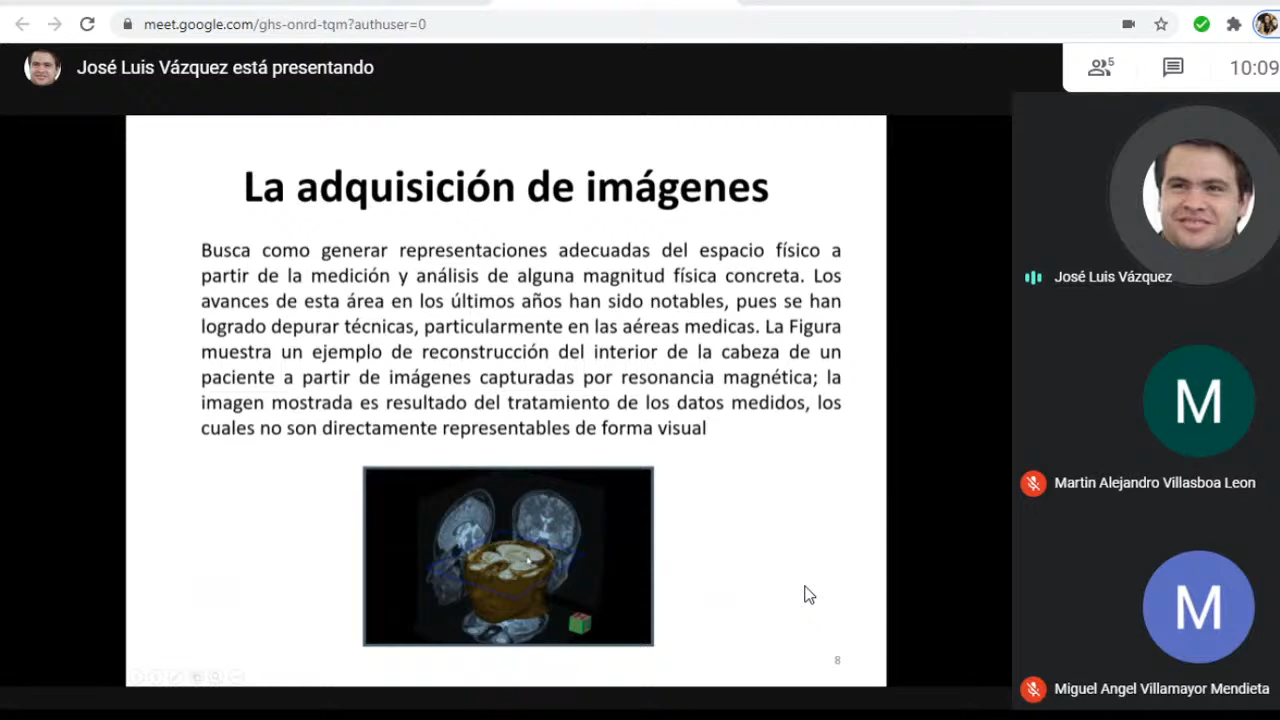 meet.google.com/ghs-onrd-tqm?authuser=0
José Luis Vázquez está presentando
5
10:09
La adquisición de imágenes
Busca como generar representaciones adecuadas del espacio físico a
partir de la medición y análisis de alguna magnitud física concreta. Los
avances de esta área en los últimos años han sido notables, pues se han
logrado depurar técnicas, particularmente en las aéreas medicas. La Figura
muestra un ejemplo de reconstrucción del interior de la cabeza de un
paciente a partir de imágenes capturadas por resonancia magnética; la
imagen mostrada es resultado del tratamiento de los datos medidos, los
cuales no son directamente representables de forma visual
8
José Luis Vázquez
M
Martin Alejandro Villasboa Leon
M
Miguel Angel Villamayor Mendieta